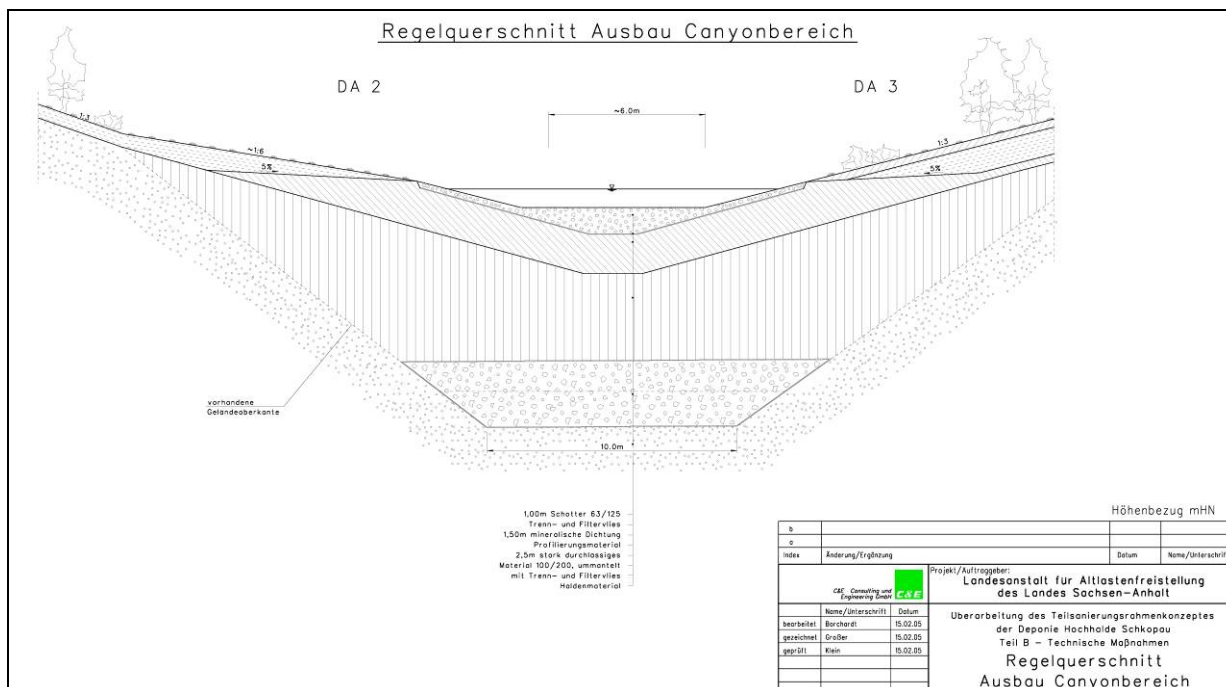 Regelquerschnitt Ausbau Canyonbereich
DA 2
DA 3
~6.0m
1:3
~1:6
5%
1:3
5%
vorhandene
Geländeoberkante
10.0m
1,00m Schotter 63/125
Trenn- und Filtervlies
1,50m mineralische Dichtung
Profilierungsmaterial
2,5m stark durchlässiges
Material 100/200, ummantelt
mit Trenn- und Filtervlies
Haldenmaterial
Höhenbezug mHN
b
a
Index Änderung/Ergänzung Datum Name/Unterschrift
C&E Consulting und
Engineering GmbH
C&E
Projekt/Auftraggeber:
Landesanstalt für Altlastenfreistellung
des Landes Sachsen-Anhalt
Name/Unterschrift Datum
bearbeitet Borchardt 15.02.05
gezeichnet Großer 15.02.05
geprüft Klein 15.02.05
Überarbeitung des Teilsanierungsrahmenkonzeptes
der Deponie Hochhalde Schkopau
Teil B - Technische Maßnahmen
Regelquerschnitt
Ausbau Canyonbereich